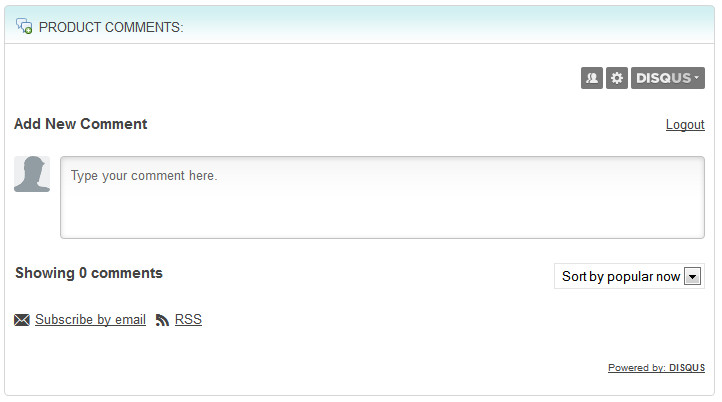 PRODUCT COMMENTS:
DISQUS
Add New Comment
Logout
Type your comment here.
Showing 0 comments
Sort by popular now
Subscribe by email
RSS
Powered by: DISQUS